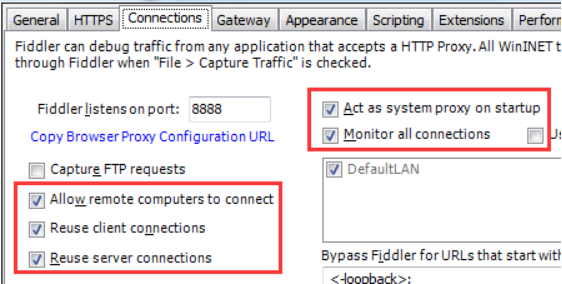 General HTTPS Connections Gateway Appearance Scripting Extensions Perform
Fiddler can debug traffic from any application that accepts a HTTP Proxy. All WinINET t
through Fiddler when "File > Capture Traffic" is checked.
Fiddler listens on port: 8888
Act as system proxy on startup
Copy Browser Proxy Configuration URL
Monitor all connections
Capture FTP requests
DefaultLAN
Allow remote computers to connect
Reuse client connections
Reuse server connections
Bypass Fiddler for URLs that start with
<-loopback>;